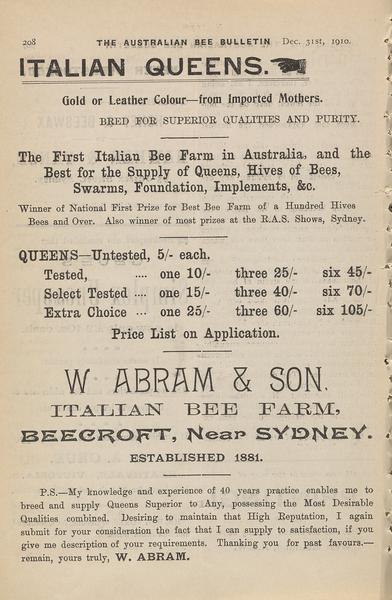 208 THE AUSTRALIAN BEE BULLETIN Dec. 31st, 1910.
ITALIAN QUEENS.
Gold or Leather Colour—from Imported Mothers.
BRED FOR SUPERIOR QUALITIES AND PURITY.
The First Italian Bee Farm in Australia, and the
Best for the Supply of Queens, Hives of Bees,
Swarms, Foundation, Implements, &c.
Winner of National First Prize for Best Bee Farm of a Hundred Hives
Bees and Over. Also winner of most prizes at the R.A.S. Shows, Sydney.
QUEENS—Untested, 5/- each.
Tested, .... one 10/- three 25/- six 45/-
Select Tested .... one 15/- three 40/- six 70/-
Extra Choice ... one 25/- three 60/- six 105/-
Price List on Application.
W ABRAM & SON.
ITALIAN BEE FARM,
BEECROFT, Near SYDNEY.
ESTABLISHED 1881.
P.S.—My knowledge and experience of 40 years practice enables me to
breed and supply Queens Superior to Any, possessing the Most Desirable
Qualities combined. Desiring to maintain that High Reputation, I again
submit for your consideration the fact that I can supply to satisfaction, if you
give me description of your requirements. Thanking you for past favours.—
remain, yours truly, W. ABRAM.